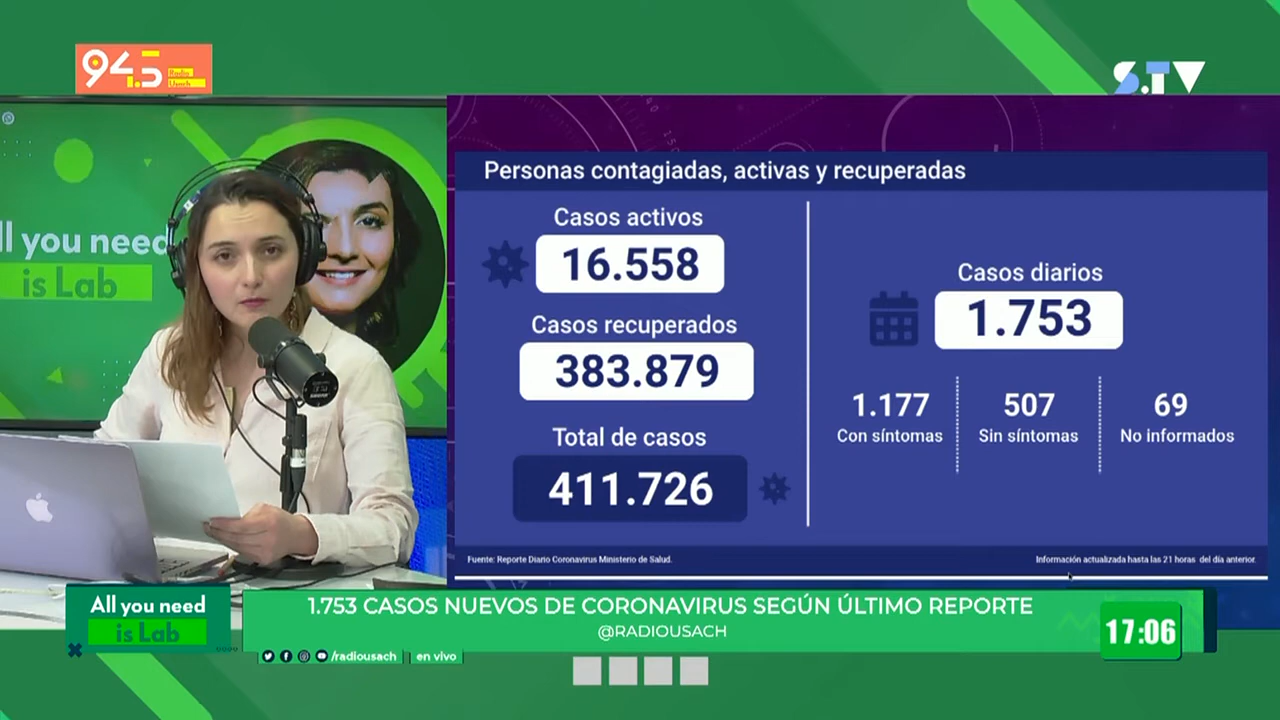 94.5
Radio
Usach
S.TV
ll you need
is Lab
Personas contagiadas, activas y recuperadas
Casos activos
16.558
Casos recuperados
383.879
Total de casos
411.726
Casos diarios
1.753
1.177
Con síntomas
507
Sin síntomas
69
No informados
Fuente: Reporte Diario Coronavirus Ministerio de Salud.
Información actualizada hasta las 21 horas del día anterior.
All you need
is Lab
1.753 CASOS NUEVOS DE CORONAVIRUS SEGÚN ÚLTIMO REPORTE
@RADIOUSACH
17:06
/radiousach
en vivo